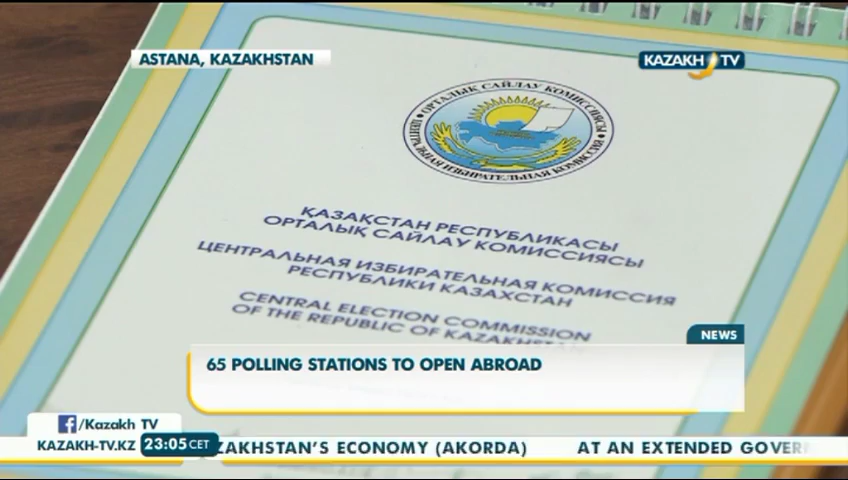 ASTANA, KAZAKHSTAN
KAZAKH TV
ОРТАЛЫҚ САЙЛАУ КОМИССИЯСЫ
ЦЕНТРАЛЬНАЯ ИЗБИРАТЕЛЬНАЯ КОМИССИЯ
ҚАЗАҚСТАН РЕСПУБЛИКАСЫ
ОРТАЛЫҚ САЙЛАУ КОМИССИЯСЫ
ЦЕНТРАЛЬНАЯ ИЗБИРАТЕЛЬНАЯ КОМИССИЯ
РЕСПУБЛИКИ КАЗАХСТАН
CENTRAL ELECTION COMMISSION
OF THE REPUBLIC OF KAZAKHSTAN
NEWS
65 POLLING STATIONS TO OPEN ABROAD
/Kazakh TV
KAZAKH-TV.KZ 23:05 CET
ZAKHSTAN'S ECONOMY (AKORDA) AT AN EXTENDED GOVER